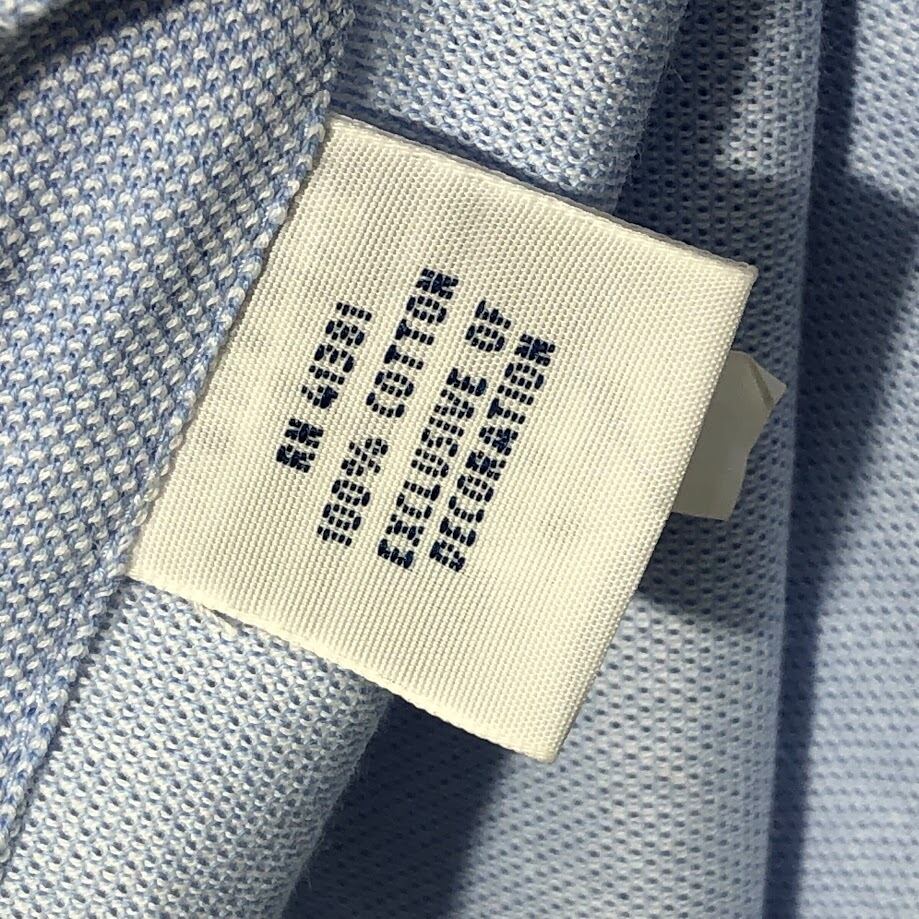 RN 41381
100% COTTON
EXCLUSIVE OF
DECORATION